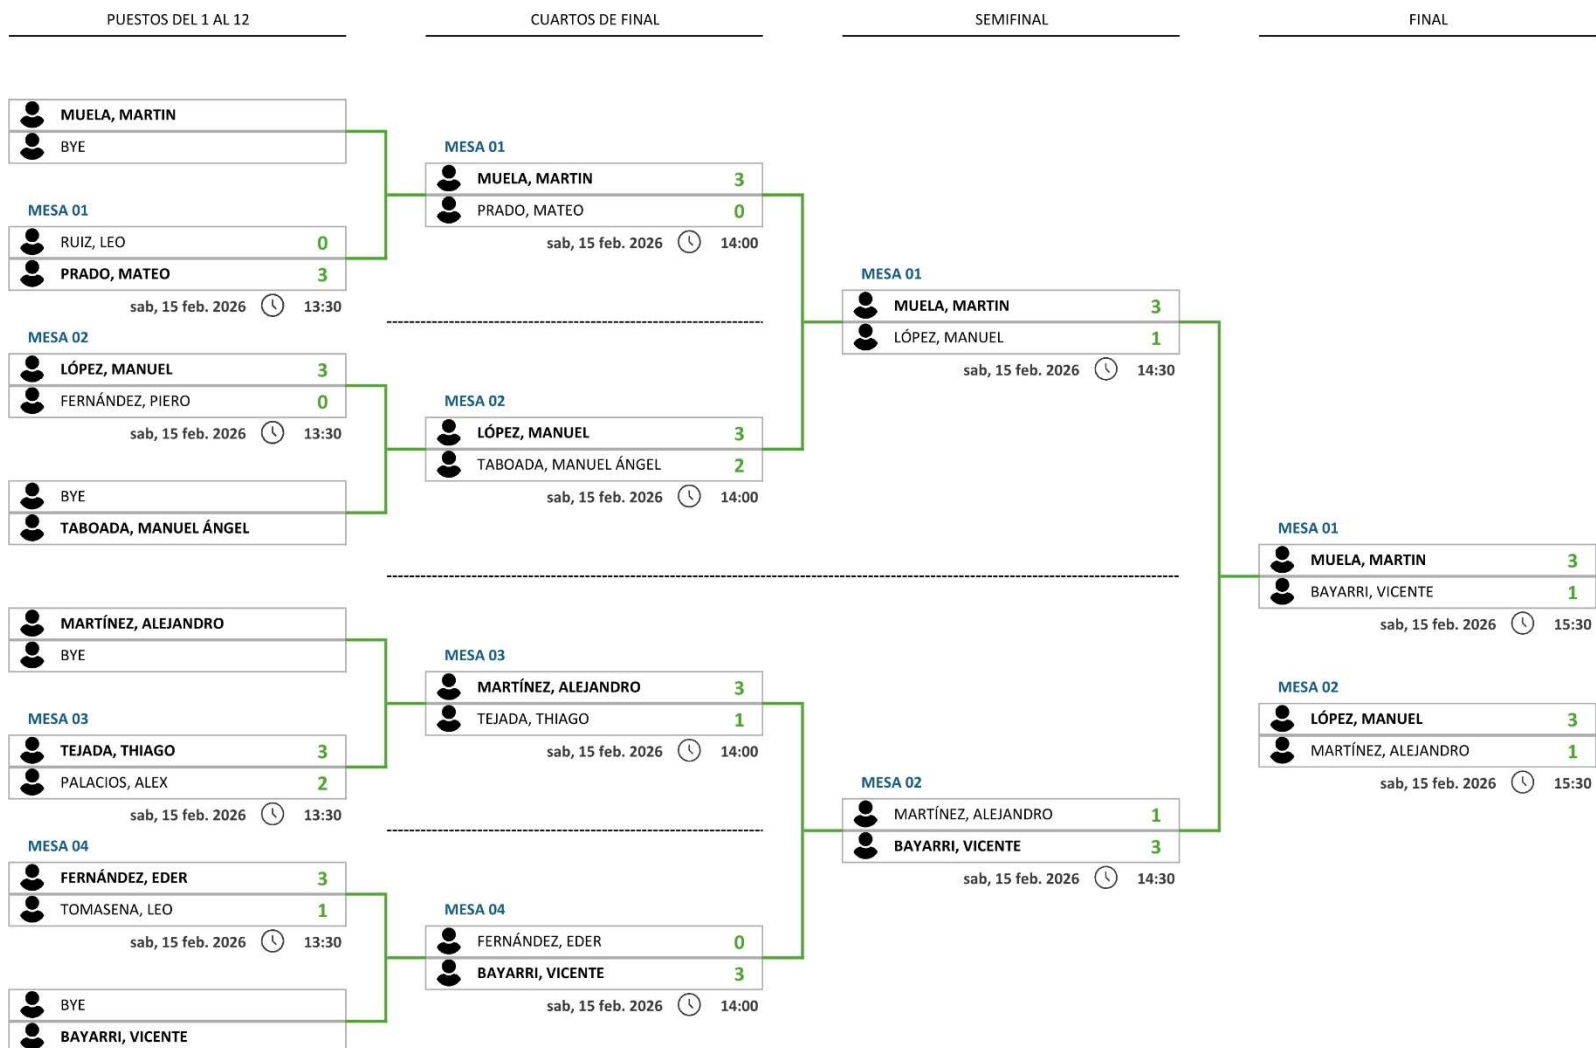 PUESTOS DEL 1 AL 12
CUARTOS DE FINAL
SEMIFINAL
FINAL
MUELA, MARTIN
BYE
MESA 01
RUIZ, LEO 0
PRADO, MATEO 3
sab, 15 feb. 2026 13:30
MESA 02
LÓPEZ, MANUEL 3
FERNÁNDEZ, PIERO 0
sab, 15 feb. 2026 13:30
BYE
TABOADA, MANUEL ÁNGEL
MARTÍNEZ, ALEJANDRO
BYE
MESA 03
TEJADA, THIAGO 3
PALACIOS, ALEX 2
sab, 15 feb. 2026 13:30
MESA 04
FERNÁNDEZ, EDER 3
TOMASENA, LEO 1
sab, 15 feb. 2026 13:30
BYE
BAYARRI, VICENTE
MESA 01
MUELA, MARTIN 3
PRADO, MATEO 0
sab, 15 feb. 2026 14:00
MESA 02
LÓPEZ, MANUEL 3
TABOADA, MANUEL ÁNGEL 2
sab, 15 feb. 2026 14:00
MESA 03
MARTÍNEZ, ALEJANDRO 3
TEJADA, THIAGO 1
sab, 15 feb. 2026 14:00
MESA 04
FERNÁNDEZ, EDER 0
BAYARRI, VICENTE 3
sab, 15 feb. 2026 14:00
MESA 01
MUELA, MARTIN 3
LÓPEZ, MANUEL 1
sab, 15 feb. 2026 14:30
MESA 02
MARTÍNEZ, ALEJANDRO 1
BAYARRI, VICENTE 3
sab, 15 feb. 2026 14:30
MESA 01
MUELA, MARTIN 3
BAYARRI, VICENTE 1
sab, 15 feb. 2026 15:30
MESA 02
LÓPEZ, MANUEL 3
MARTÍNEZ, ALEJANDRO 1
sab, 15 feb. 2026 15:30